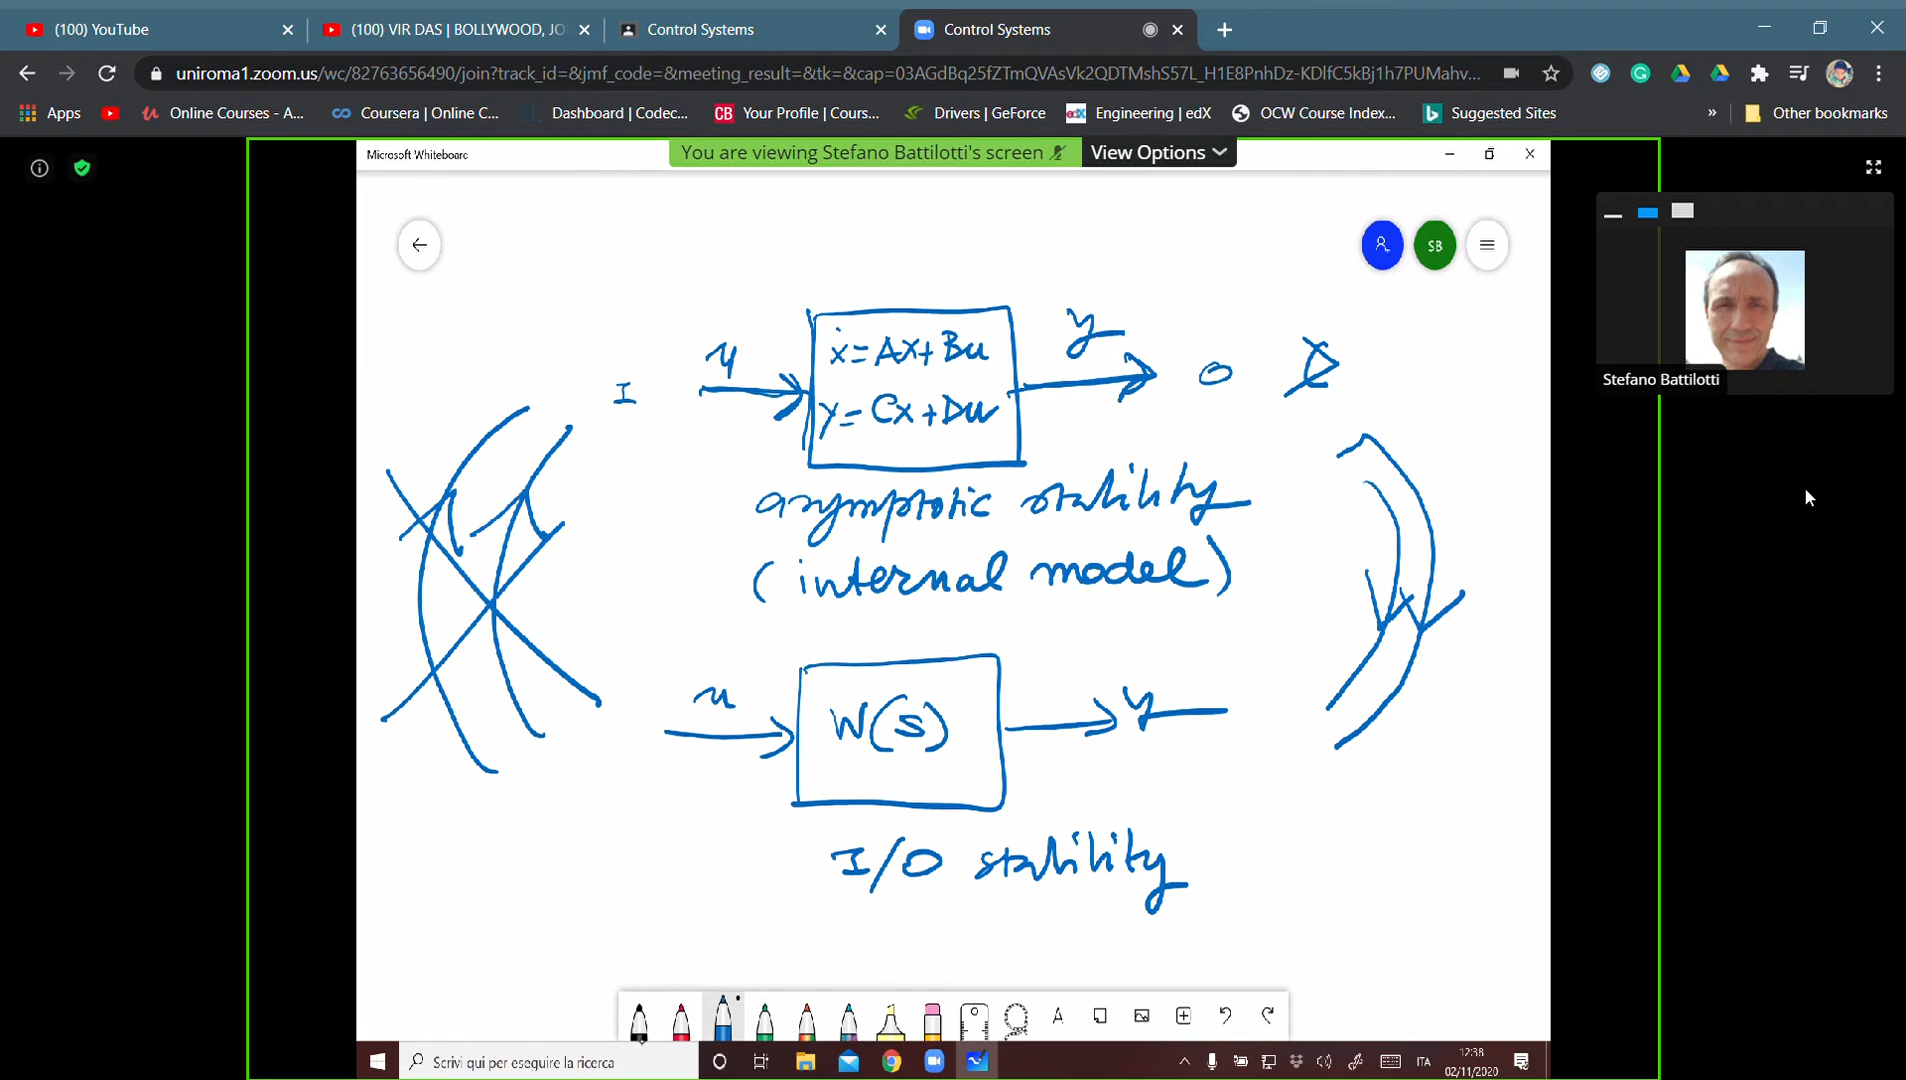 (100) YouTube
(100) VIR DAS | BOLLYWOOD, JO
Control Systems
Control Systems
uniroma1.zoom.us/wc/82763656490/join?track_id=&jmf_code=&meeting_result=&tk=&cap=03AGdBq25fZTmQVAsVk2QDTMshS57L_H1E8PnhDz-KDlfC5kBj1h7PUMahv...
Apps
Online Courses - A...
Coursera | Online C...
Dashboard | Codec...
CB
Your Profile | Cours...
Drivers | GeForce
edX
Engineering | edX
OCW Course Index...
Suggested Sites
»
Other bookmarks
Microsoft Whiteboard
You are viewing Stefano Battilotti's screen
View Options
SB
Stefano Battilotti
I
u
ẋ=Ax+Bu
y=Cx+Du
y
O
asymptotic stability
(internal model)
u
W(s)
y
I/O stability
Scrivi qui per eseguire la ricerca
ITA
12:38
02/11/2020